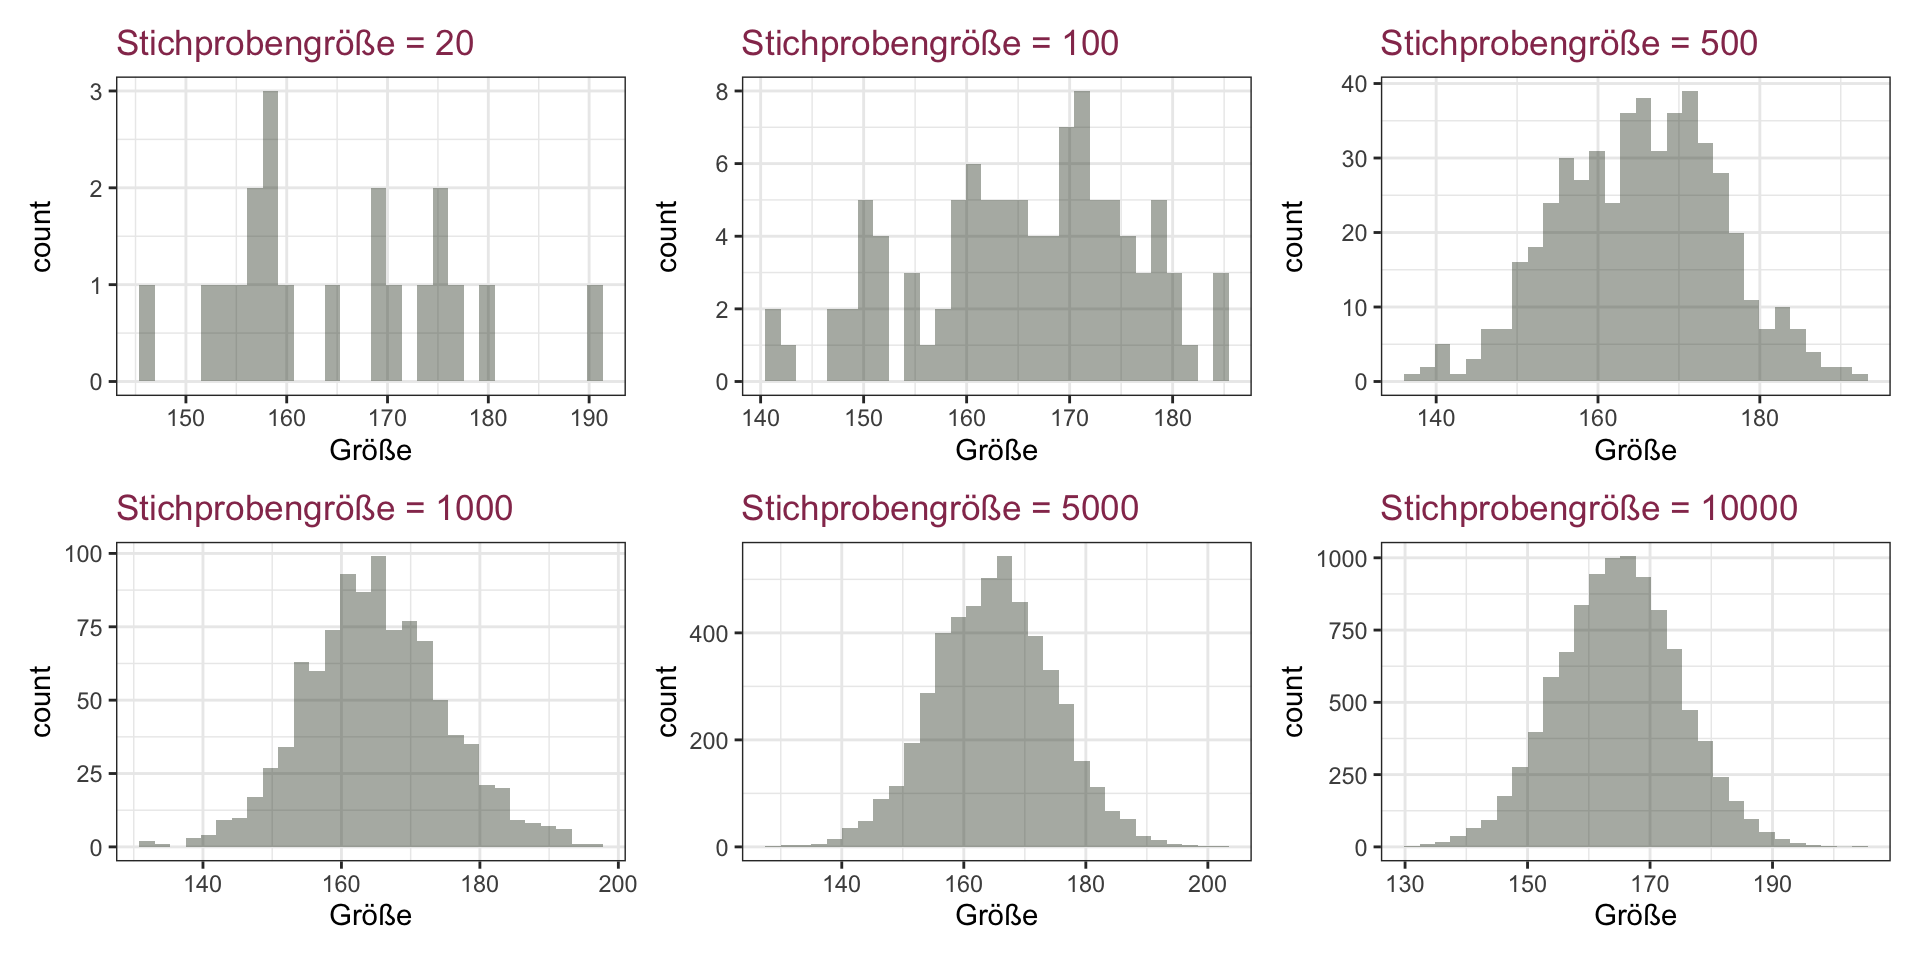 Stichprobengröße = 20
3
2
1
0
count
150 160 170 180 190
Größe
Stichprobengröße = 100
8
6
4
2
0
count
140 150 160 170 180
Größe
Stichprobengröße = 500
40
30
20
10
0
count
140 160 180
Größe
Stichprobengröße = 1000
100
75
50
25
0
count
140 160 180 200
Größe
Stichprobengröße = 5000
400
200
0
count
140 160 180 200
Größe
Stichprobengröße = 10000
1000
750
500
250
0
count
130 150 170 190
Größe